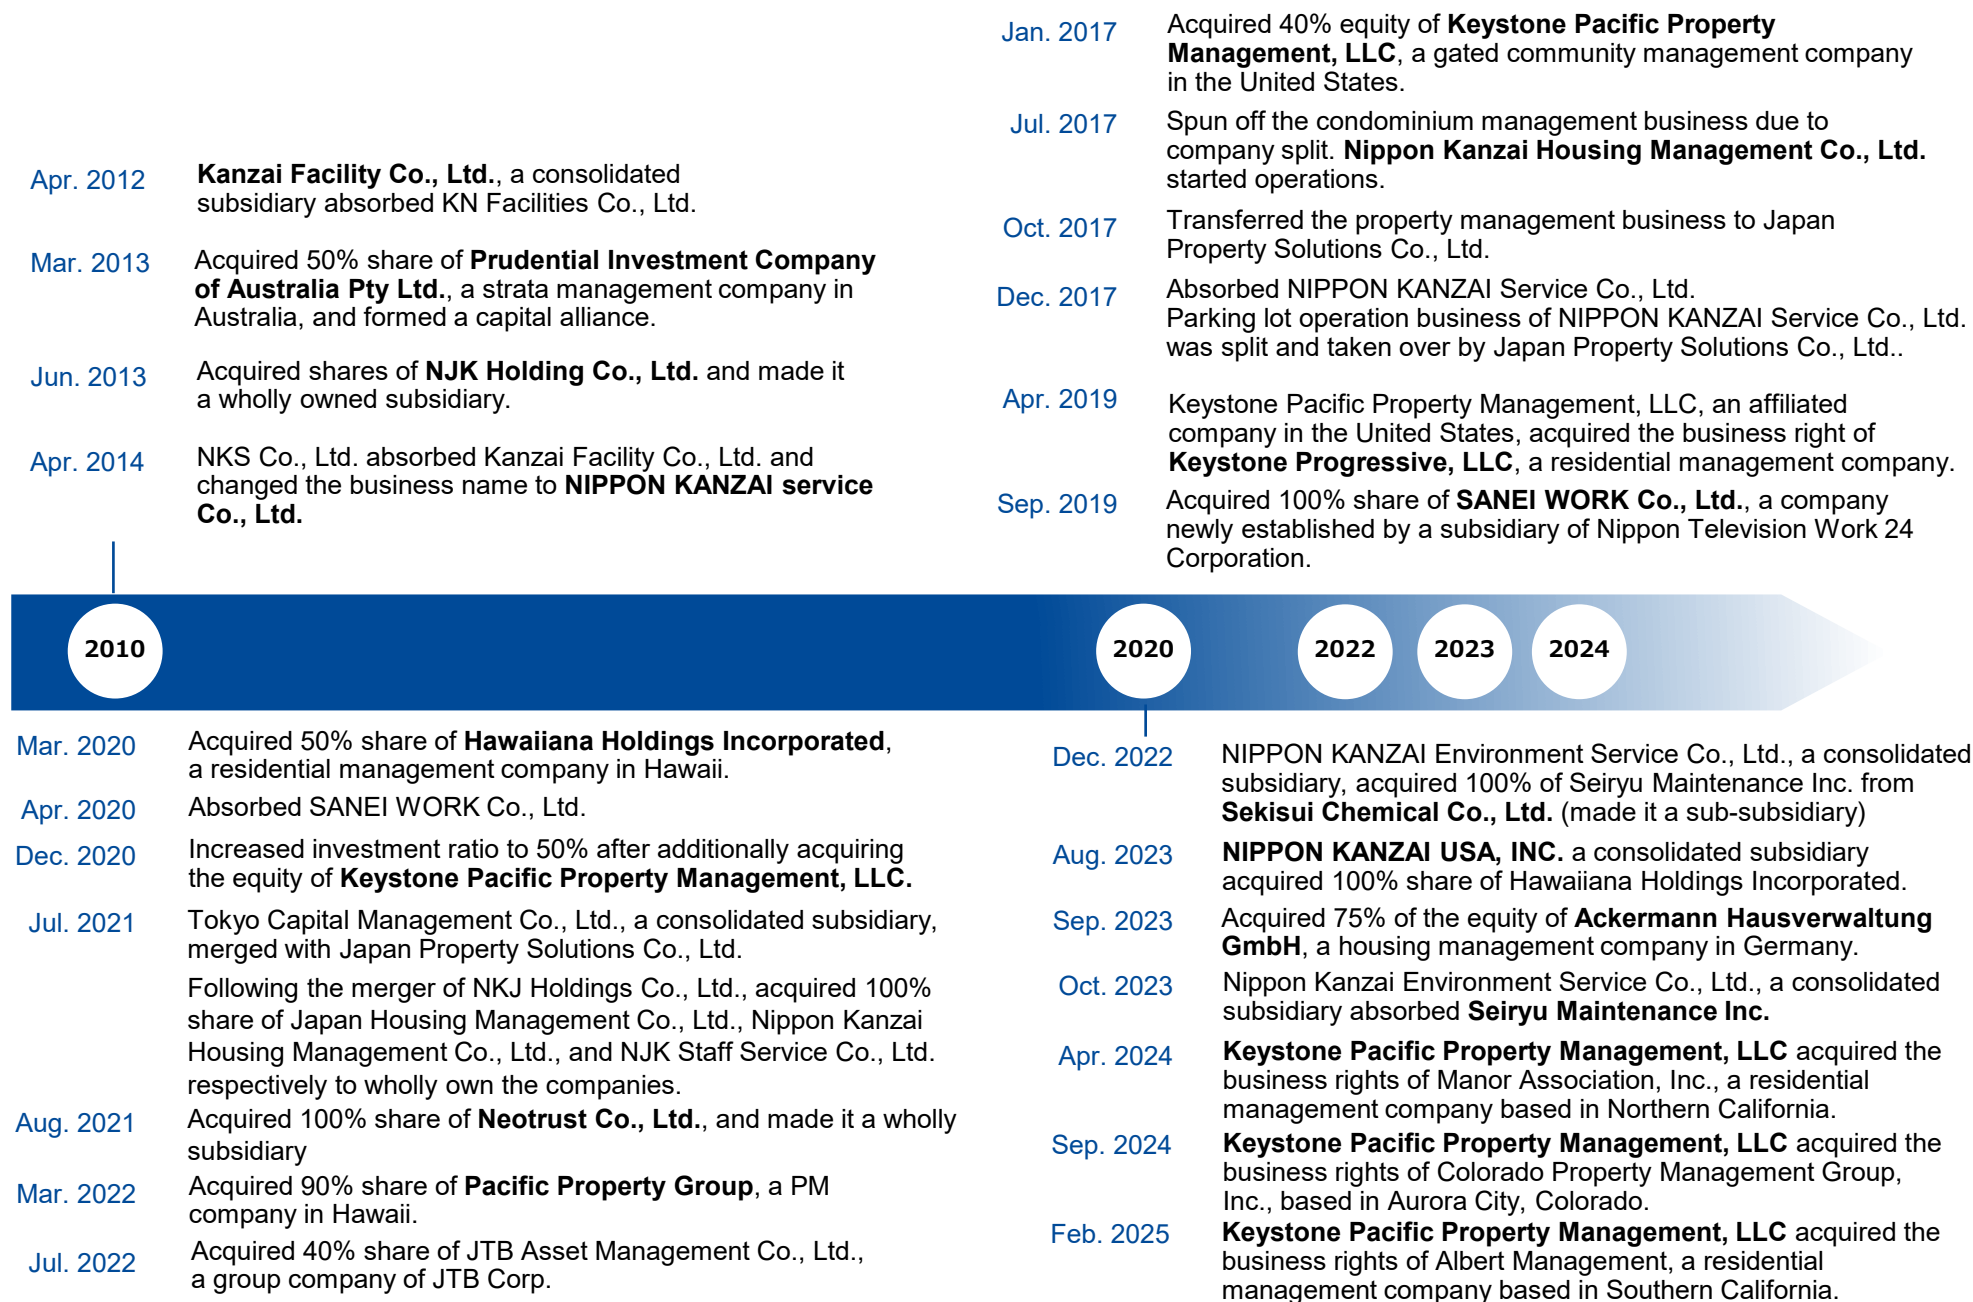 Apr. 2012
Kanzai Facility Co., Ltd., a consolidated
subsidiary absorbed KN Facilities Co., Ltd.
Mar. 2013
Acquired 50% share of Prudential Investment Company
of Australia Pty Ltd., a strata management company in
Australia, and formed a capital alliance.
Jun. 2013
Acquired shares of NJK Holding Co., Ltd. and made it
a wholly owned subsidiary.
Apr. 2014
NKS Co., Ltd. absorbed Kanzai Facility Co., Ltd. and
changed the business name to NIPPON KANZAI service
Co., Ltd.
Jan. 2017
Acquired 40% equity of Keystone Pacific Property
Management, LLC, a gated community management company
in the United States.
Jul. 2017
Spun off the condominium management business due to
company split. Nippon Kanzai Housing Management Co., Ltd.
started operations.
Oct. 2017
Transferred the property management business to Japan
Property Solutions Co., Ltd.
Dec. 2017
Absorbed NIPPON KANZAI Service Co., Ltd.
Parking lot operation business of NIPPON KANZAI Service Co., Ltd.
was split and taken over by Japan Property Solutions Co., Ltd..
Apr. 2019
Keystone Pacific Property Management, LLC, an affiliated
company in the United States, acquired the business right of
Keystone Progressive, LLC, a residential management company.
Sep. 2019
Acquired 100% share of SANEI WORK Co., Ltd., a company
newly established by a subsidiary of Nippon Television Work 24
Corporation.
2010
2020
2022
2023
2024
Mar. 2020
Acquired 50% share of Hawaiiana Holdings Incorporated,
a residential management company in Hawaii.
Apr. 2020
Absorbed SANEI WORK Co., Ltd.
Dec. 2020
Increased investment ratio to 50% after additionally acquiring
the equity of Keystone Pacific Property Management, LLC.
Jul. 2021
Tokyo Capital Management Co., Ltd., a consolidated subsidiary,
merged with Japan Property Solutions Co., Ltd.
Following the merger of NKJ Holdings Co., Ltd., acquired 100%
share of Japan Housing Management Co., Ltd., Nippon Kanzai
Housing Management Co., Ltd., and NJK Staff Service Co., Ltd.
respectively to wholly own the companies.
Aug. 2021
Acquired 100% share of Neotrust Co., Ltd., and made it a wholly
subsidiary
Mar. 2022
Acquired 90% share of Pacific Property Group, a PM
company in Hawaii.
Jul. 2022
Acquired 40% share of JTB Asset Management Co., Ltd.,
a group company of JTB Corp.
Dec. 2022
NIPPON KANZAI Environment Service Co., Ltd., a consolidated
subsidiary, acquired 100% of Seiryu Maintenance Inc. from
Sekisui Chemical Co., Ltd. (made it a sub-subsidiary)
Aug. 2023
NIPPON KANZAI USA, INC. a consolidated subsidiary
acquired 100% share of Hawaiiana Holdings Incorporated.
Sep. 2023
Acquired 75% of the equity of Ackermann Hausverwaltung
GmbH, a housing management company in Germany.
Oct. 2023
Nippon Kanzai Environment Service Co., Ltd., a consolidated
subsidiary absorbed Seiryu Maintenance Inc.
Apr. 2024
Keystone Pacific Property Management, LLC acquired the
business rights of Manor Association, Inc., a residential
management company based in Northern California.
Sep. 2024
Keystone Pacific Property Management, LLC acquired the
business rights of Colorado Property Management Group,
Inc., based in Aurora City, Colorado.
Feb. 2025
Keystone Pacific Property Management, LLC acquired the
business rights of Albert Management, a residential
management company based in Southern California.